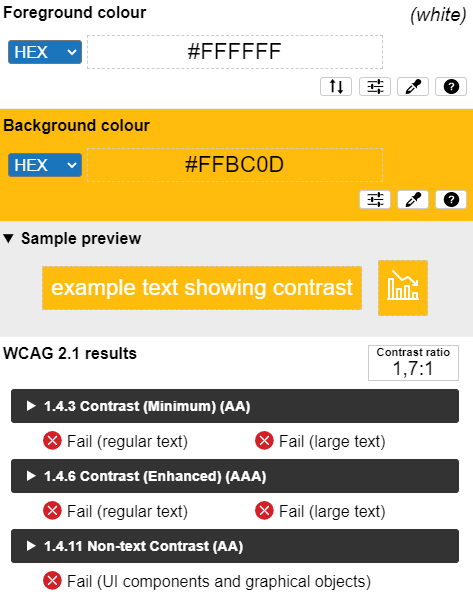 Foreground colour
(white)
HEX
#FFFFFF
Background colour
HEX
#FFBC0D
▼ Sample preview
example text showing contrast
WCAG 2.1 results
Contrast ratio
1,7:1
1.4.3 Contrast (Minimum) (AA)
Fail (regular text) Fail (large text)
1.4.6 Contrast (Enhanced) (AAA)
Fail (regular text) Fail (large text)
1.4.11 Non-text Contrast (AA)
Fail (UI components and graphical objects)